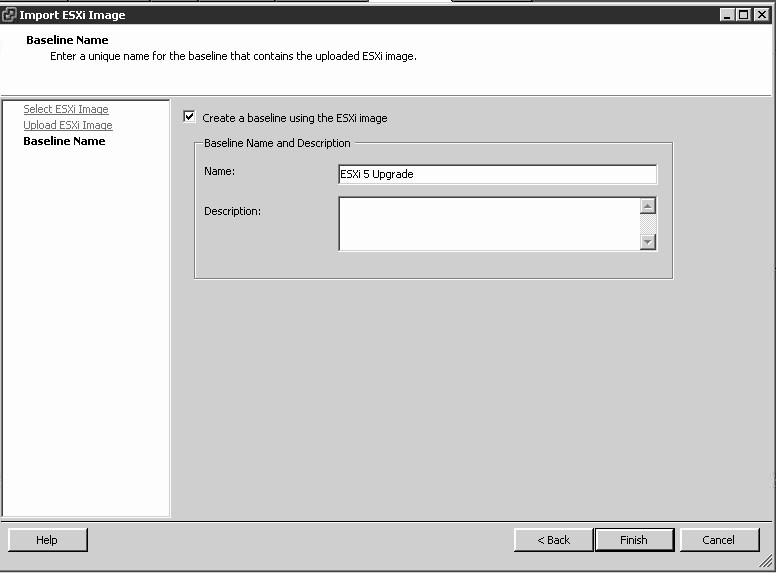 Import ESXi Image
Baseline Name
Enter a unique name for the baseline that contains the uploaded ESXi image.
Select ESXi Image
Upload ESXi Image
Baseline Name
Create a baseline using the ESXi image
Baseline Name and Description
Name:
ESXi 5 Upgrade
Description:
Help
< Back
Finish
Cancel